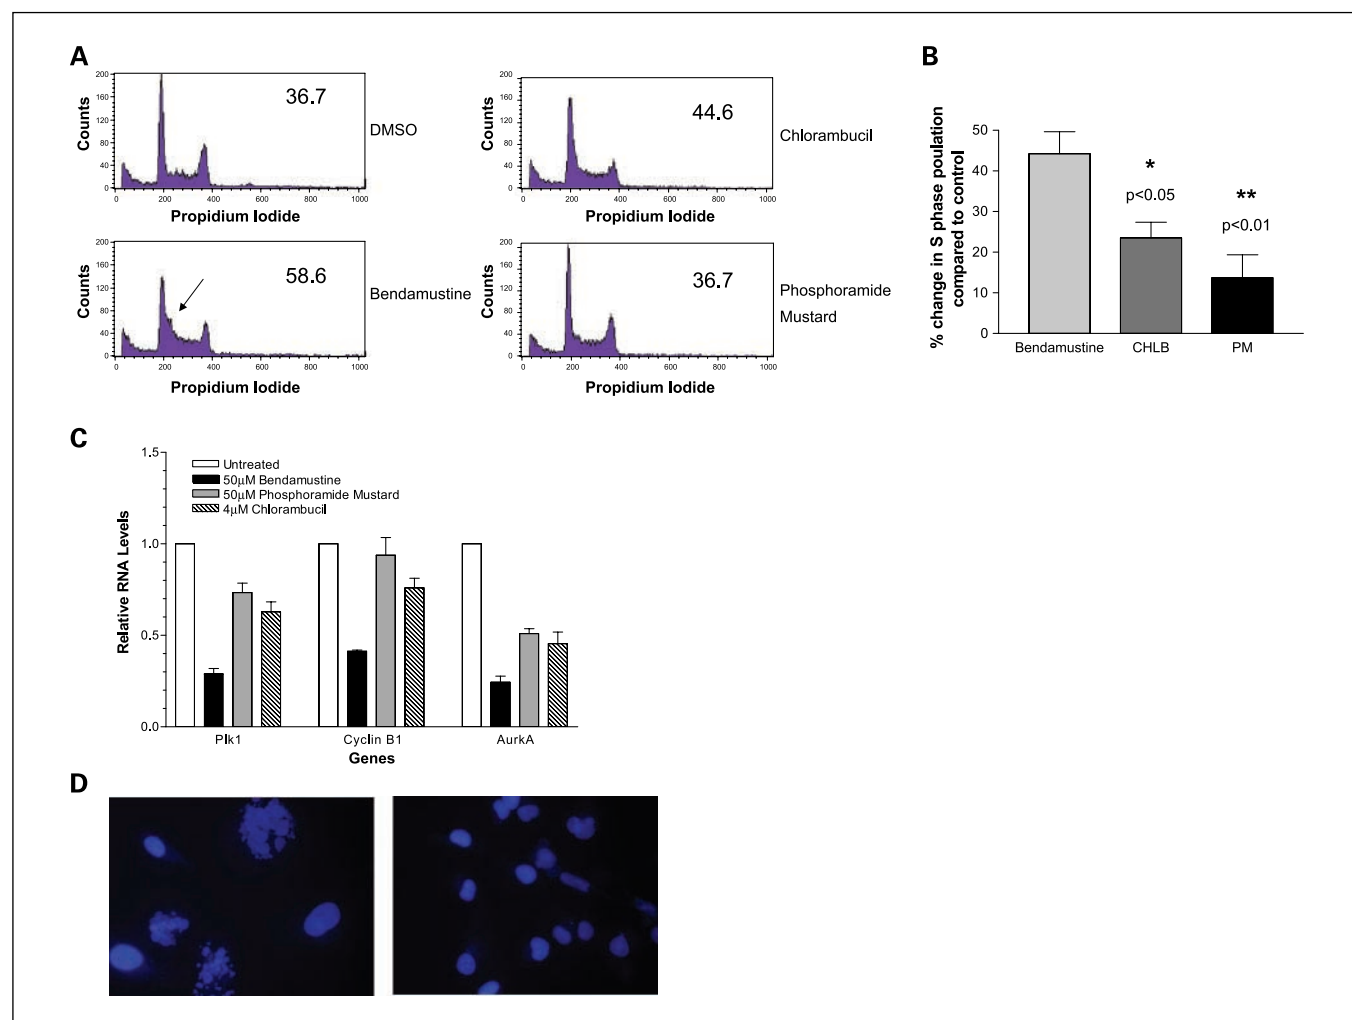 A
200
160
120
80
40
0
Counts
36.7
0 200 400 600 800 1000
Propidium Iodide
DMSO
200
160
120
80
40
0
Counts
44.6
0 200 400 600 800 1000
Propidium Iodide
Chlorambucil
200
160
120
80
40
0
Counts
58.6
0 200 400 600 800 1000
Propidium Iodide
Bendamustine
200
160
120
80
40
0
Counts
36.7
0 200 400 600 800 1000
Propidium Iodide
Phosphoramide
Mustard
B
% change in S phase poulation
compared to control
50
40
30
20
10
0
*
p<0.05
**
p<0.01
Bendamustine CHLB PM
C
Relative RNA Levels
1.5
1.0
0.5
0.0
Untreated
50μM Bendamustine
50μM Phosphoramide Mustard
4μM Chlorambucil
Plk1 Cyclin B1 AurkA
Genes
D